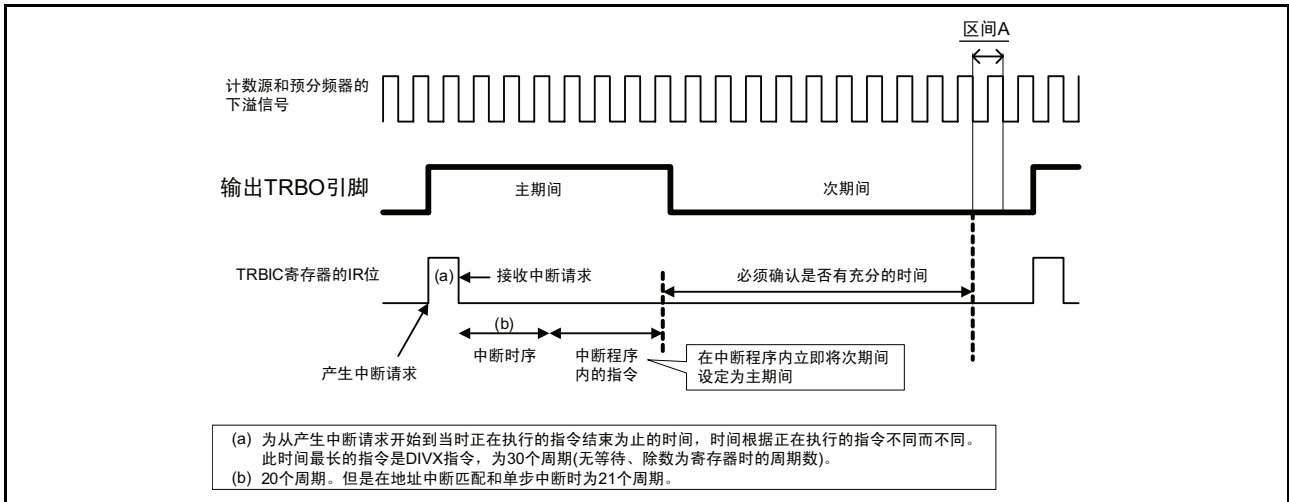 区间A
计数源和预分频器的
下溢信号
输出TRBO引脚
主期间
次期间
TRBIC寄存器的IR位
(a)
接收中断请求
必须确认是否有充分的时间
(b)
中断时序
中断程序
内的指令
在中断程序内立即将次期间
设定为主期间
产生中断请求
(a) 为从产生中断请求开始到当时正在执行的指令结束为止的时间，时间根据正在执行的指令不同而不同。
此时间最长的指令是DIVX指令，为30个周期(无等待、除数为寄存器时的周期数)。
(b) 20个周期。但是在地址中断匹配和单步中断时为21个周期。